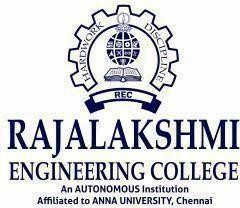 HARDWORK DISCIPLINE
REC
RAJALAKSHMI
ENGINEERING COLLEGE
An AUTONOMOUS Institution
Affiliated to ANNA UNIVERSITY, Chennai